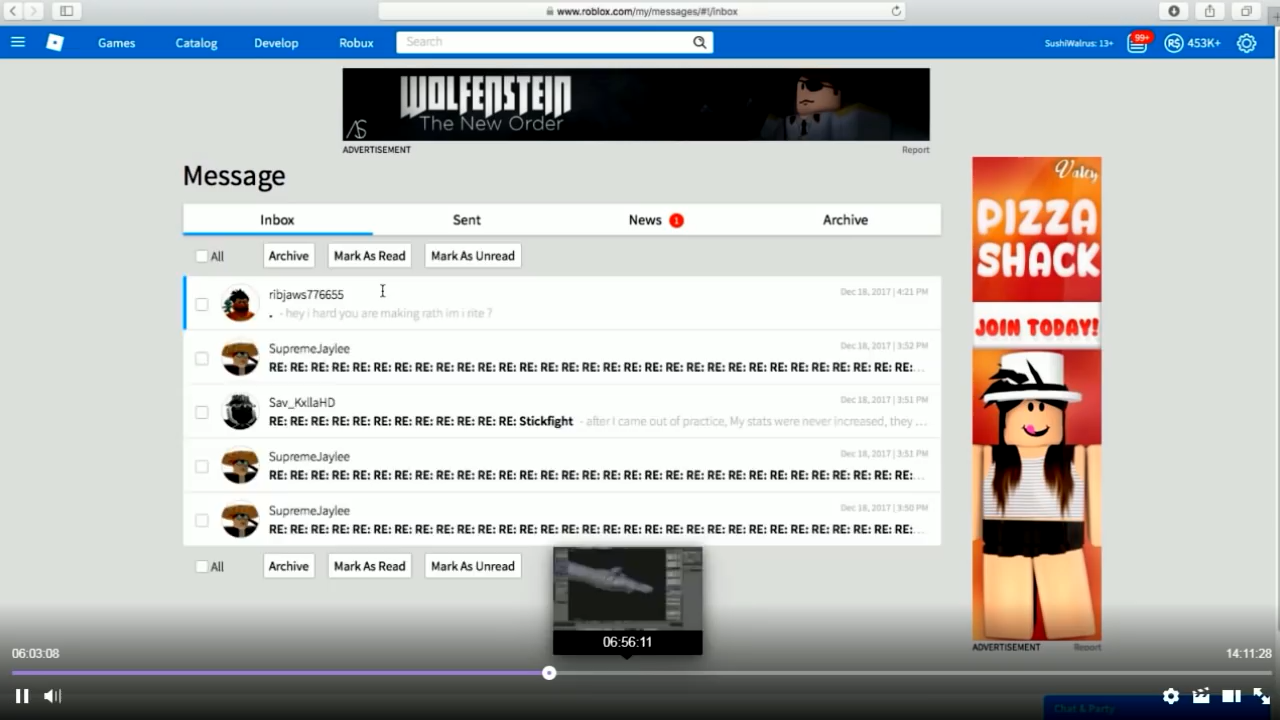 www.roblox.com/my/messages/#!/inbox
Games
Catalog
Develop
Robux
Search
SushiWalrus: 13+
99+
R$ 453K+
WOLFENSTEIN
The New Order
AS
ADVERTISEMENT
Report
Message
Inbox
Sent
News 1
Archive
All
Archive
Mark As Read
Mark As Unread
ribjaws776655
Dec 18, 2017 | 4:21 PM
. - hey i hard you are making rath im i rite ?
SupremeJaylee
Dec 18, 2017 | 3:52 PM
RE: RE: RE: RE: RE: RE: RE: RE: RE: RE: RE: RE: RE: RE: RE: RE: RE: RE: RE: RE: RE: RE: RE: RE: RE: RE: RE: RE: RE: RE: RE:...
Sav_KxllaHD
Dec 18, 2017 | 3:51 PM
RE: RE: RE: RE: RE: RE: RE: RE: RE: RE: RE: RE: Stickfight - after I came out of practice, My stats were never increased, they ...
SupremeJaylee
Dec 18, 2017 | 3:51 PM
RE: RE: RE: RE: RE: RE: RE: RE: RE: RE: RE: RE: RE: RE: RE: RE: RE: RE: RE: RE: RE: RE: RE: RE: RE: RE: RE: RE: RE: RE: RE:...
SupremeJaylee
Dec 18, 2017 | 3:50 PM
RE: RE: RE: RE: RE: RE: RE: RE: RE: RE: RE: RE: RE: RE: RE: RE: RE: RE: RE: RE: RE: RE: RE: RE: RE: RE: RE: RE: RE: RE: RE:...
All
Archive
Mark As Read
Mark As Unread
PIZZA
SHACK
JOIN TODAY!
ADVERTISEMENT
Report
06:56:11
06:03:08
14:11:28
Chat & Party